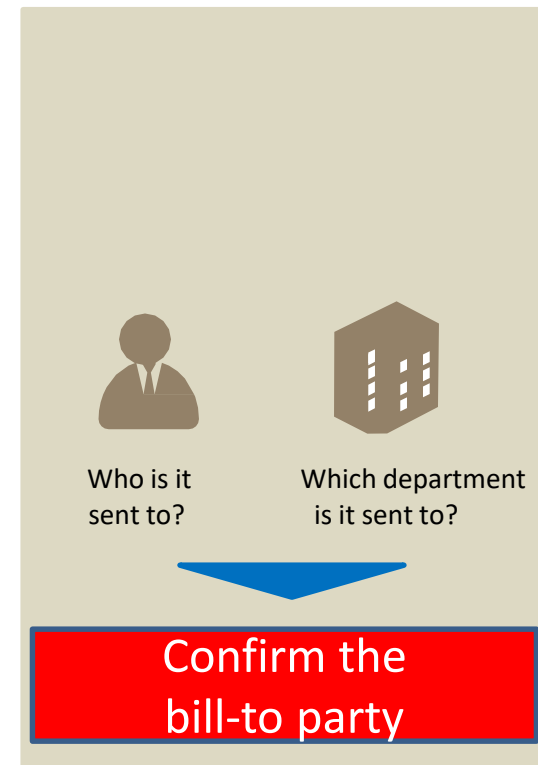 Who is it
sent to?
Which department
is it sent to?
Confirm the
bill-to party